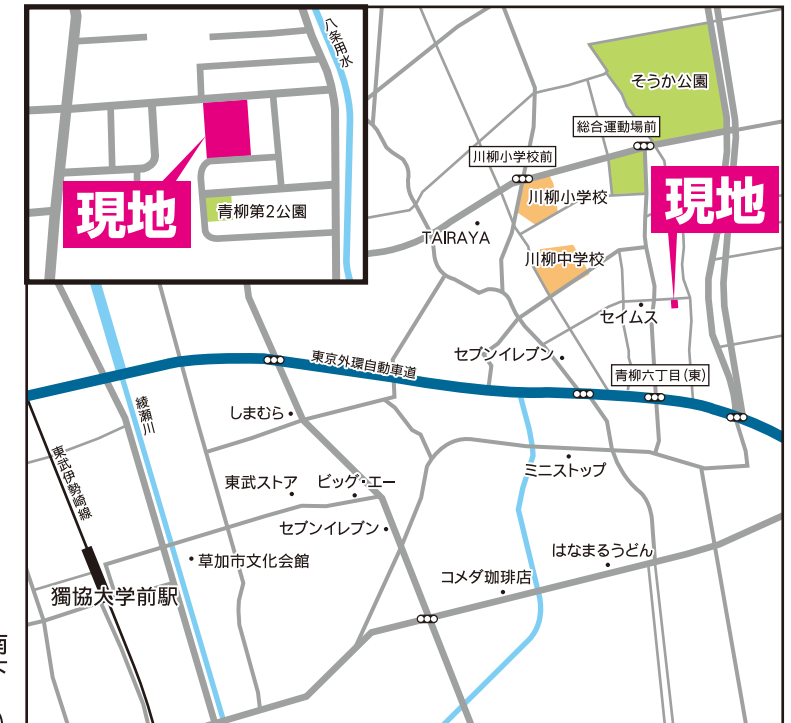 八条用水
現地
青柳第2公園
そうか公園
総合運動場前
川柳小学校前
川柳小学校
現地
TAIRAYA
川柳中学校
セイムス
セブンイレブン
東京外環自動車道
青柳六丁目(東)
綾瀬川
しまむら
東武伊勢崎線
東武ストア
ビッグ・エー
ミニストップ
セブンイレブン
草加市文化会館
はなまるうどん
コメダ珈琲店
獨協大学前駅